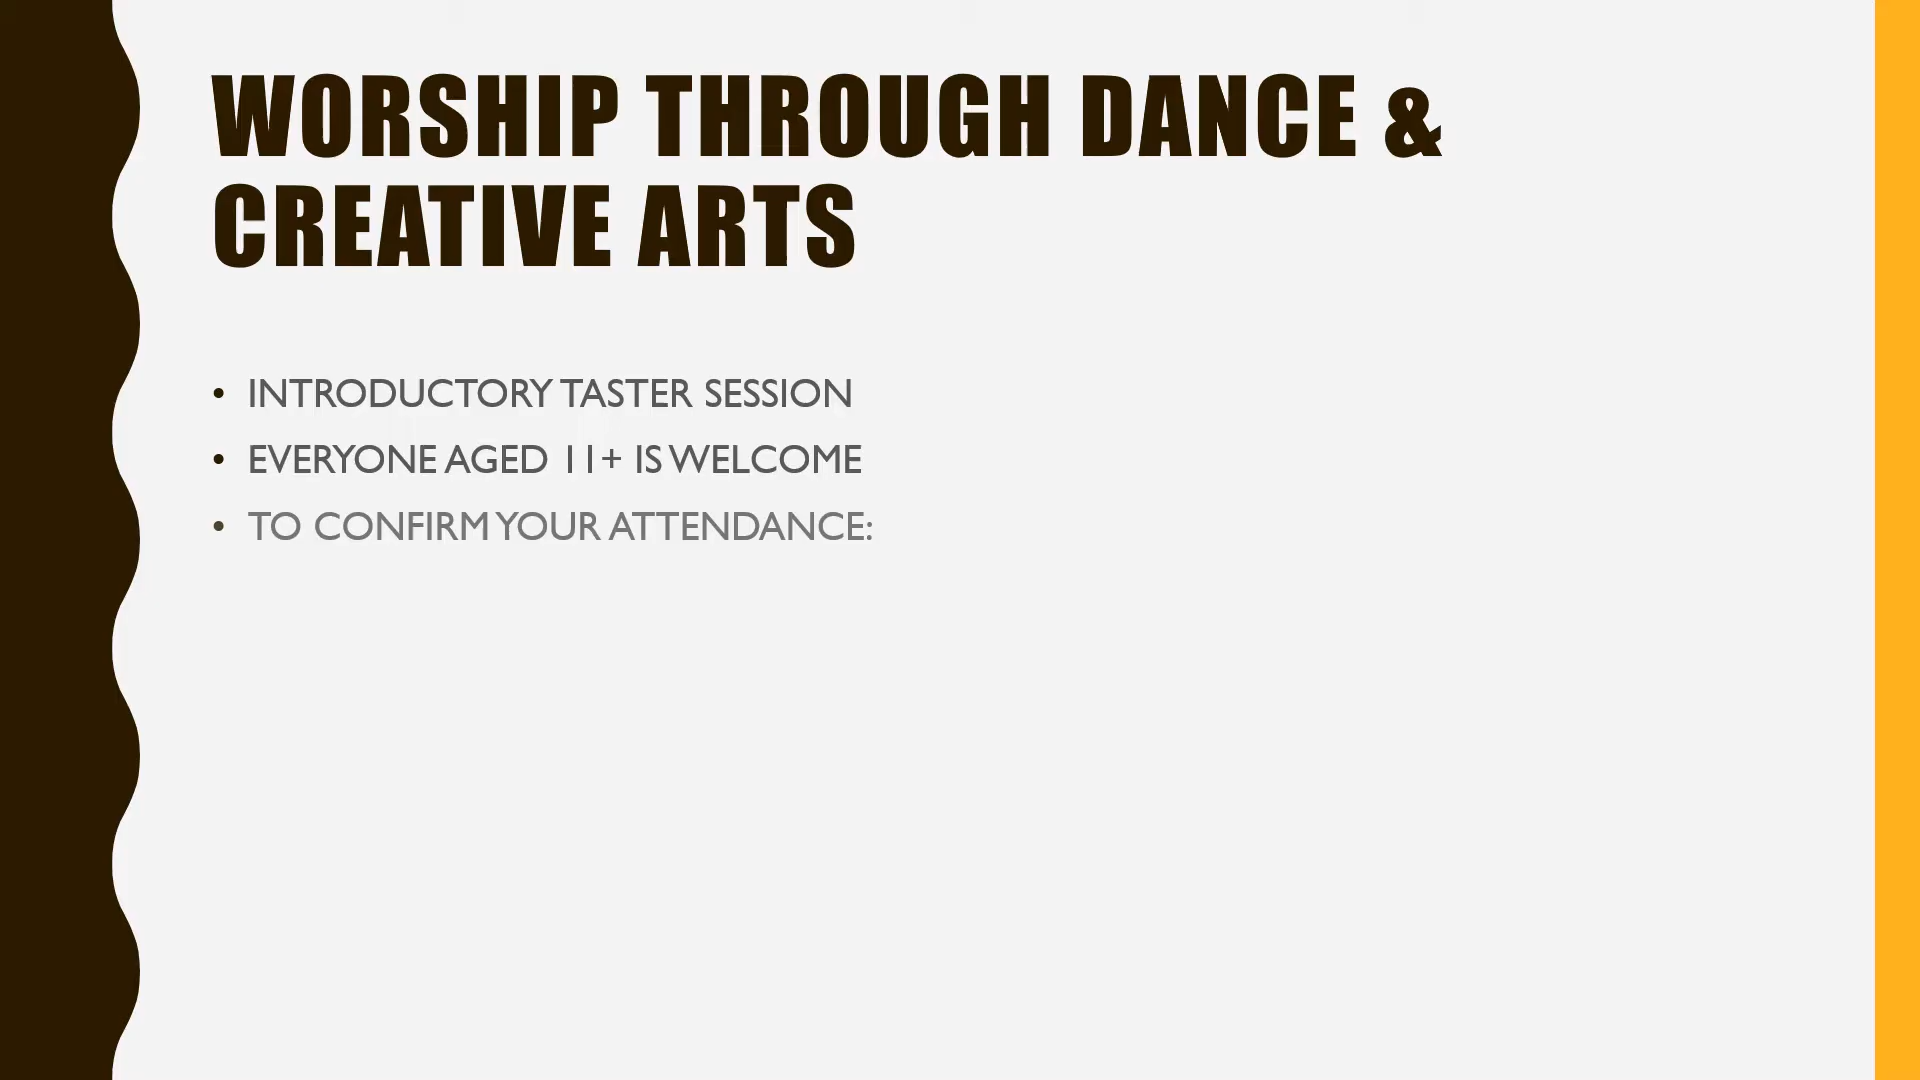 WORSHIP THROUGH DANCE &
CREATIVE ARTS
• INTRODUCTORY TASTER SESSION
• EVERYONE AGED 11+ IS WELCOME
• TO CONFIRM YOUR ATTENDANCE: